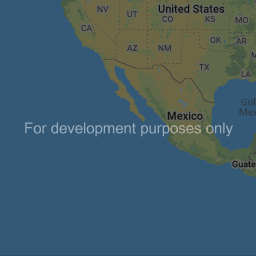 United States
NV
UT
CO
KS
MO
CA
AZ
NM
OK
AR
TX
LA
Gul
Mexico
Me
For development purposes only
Guate